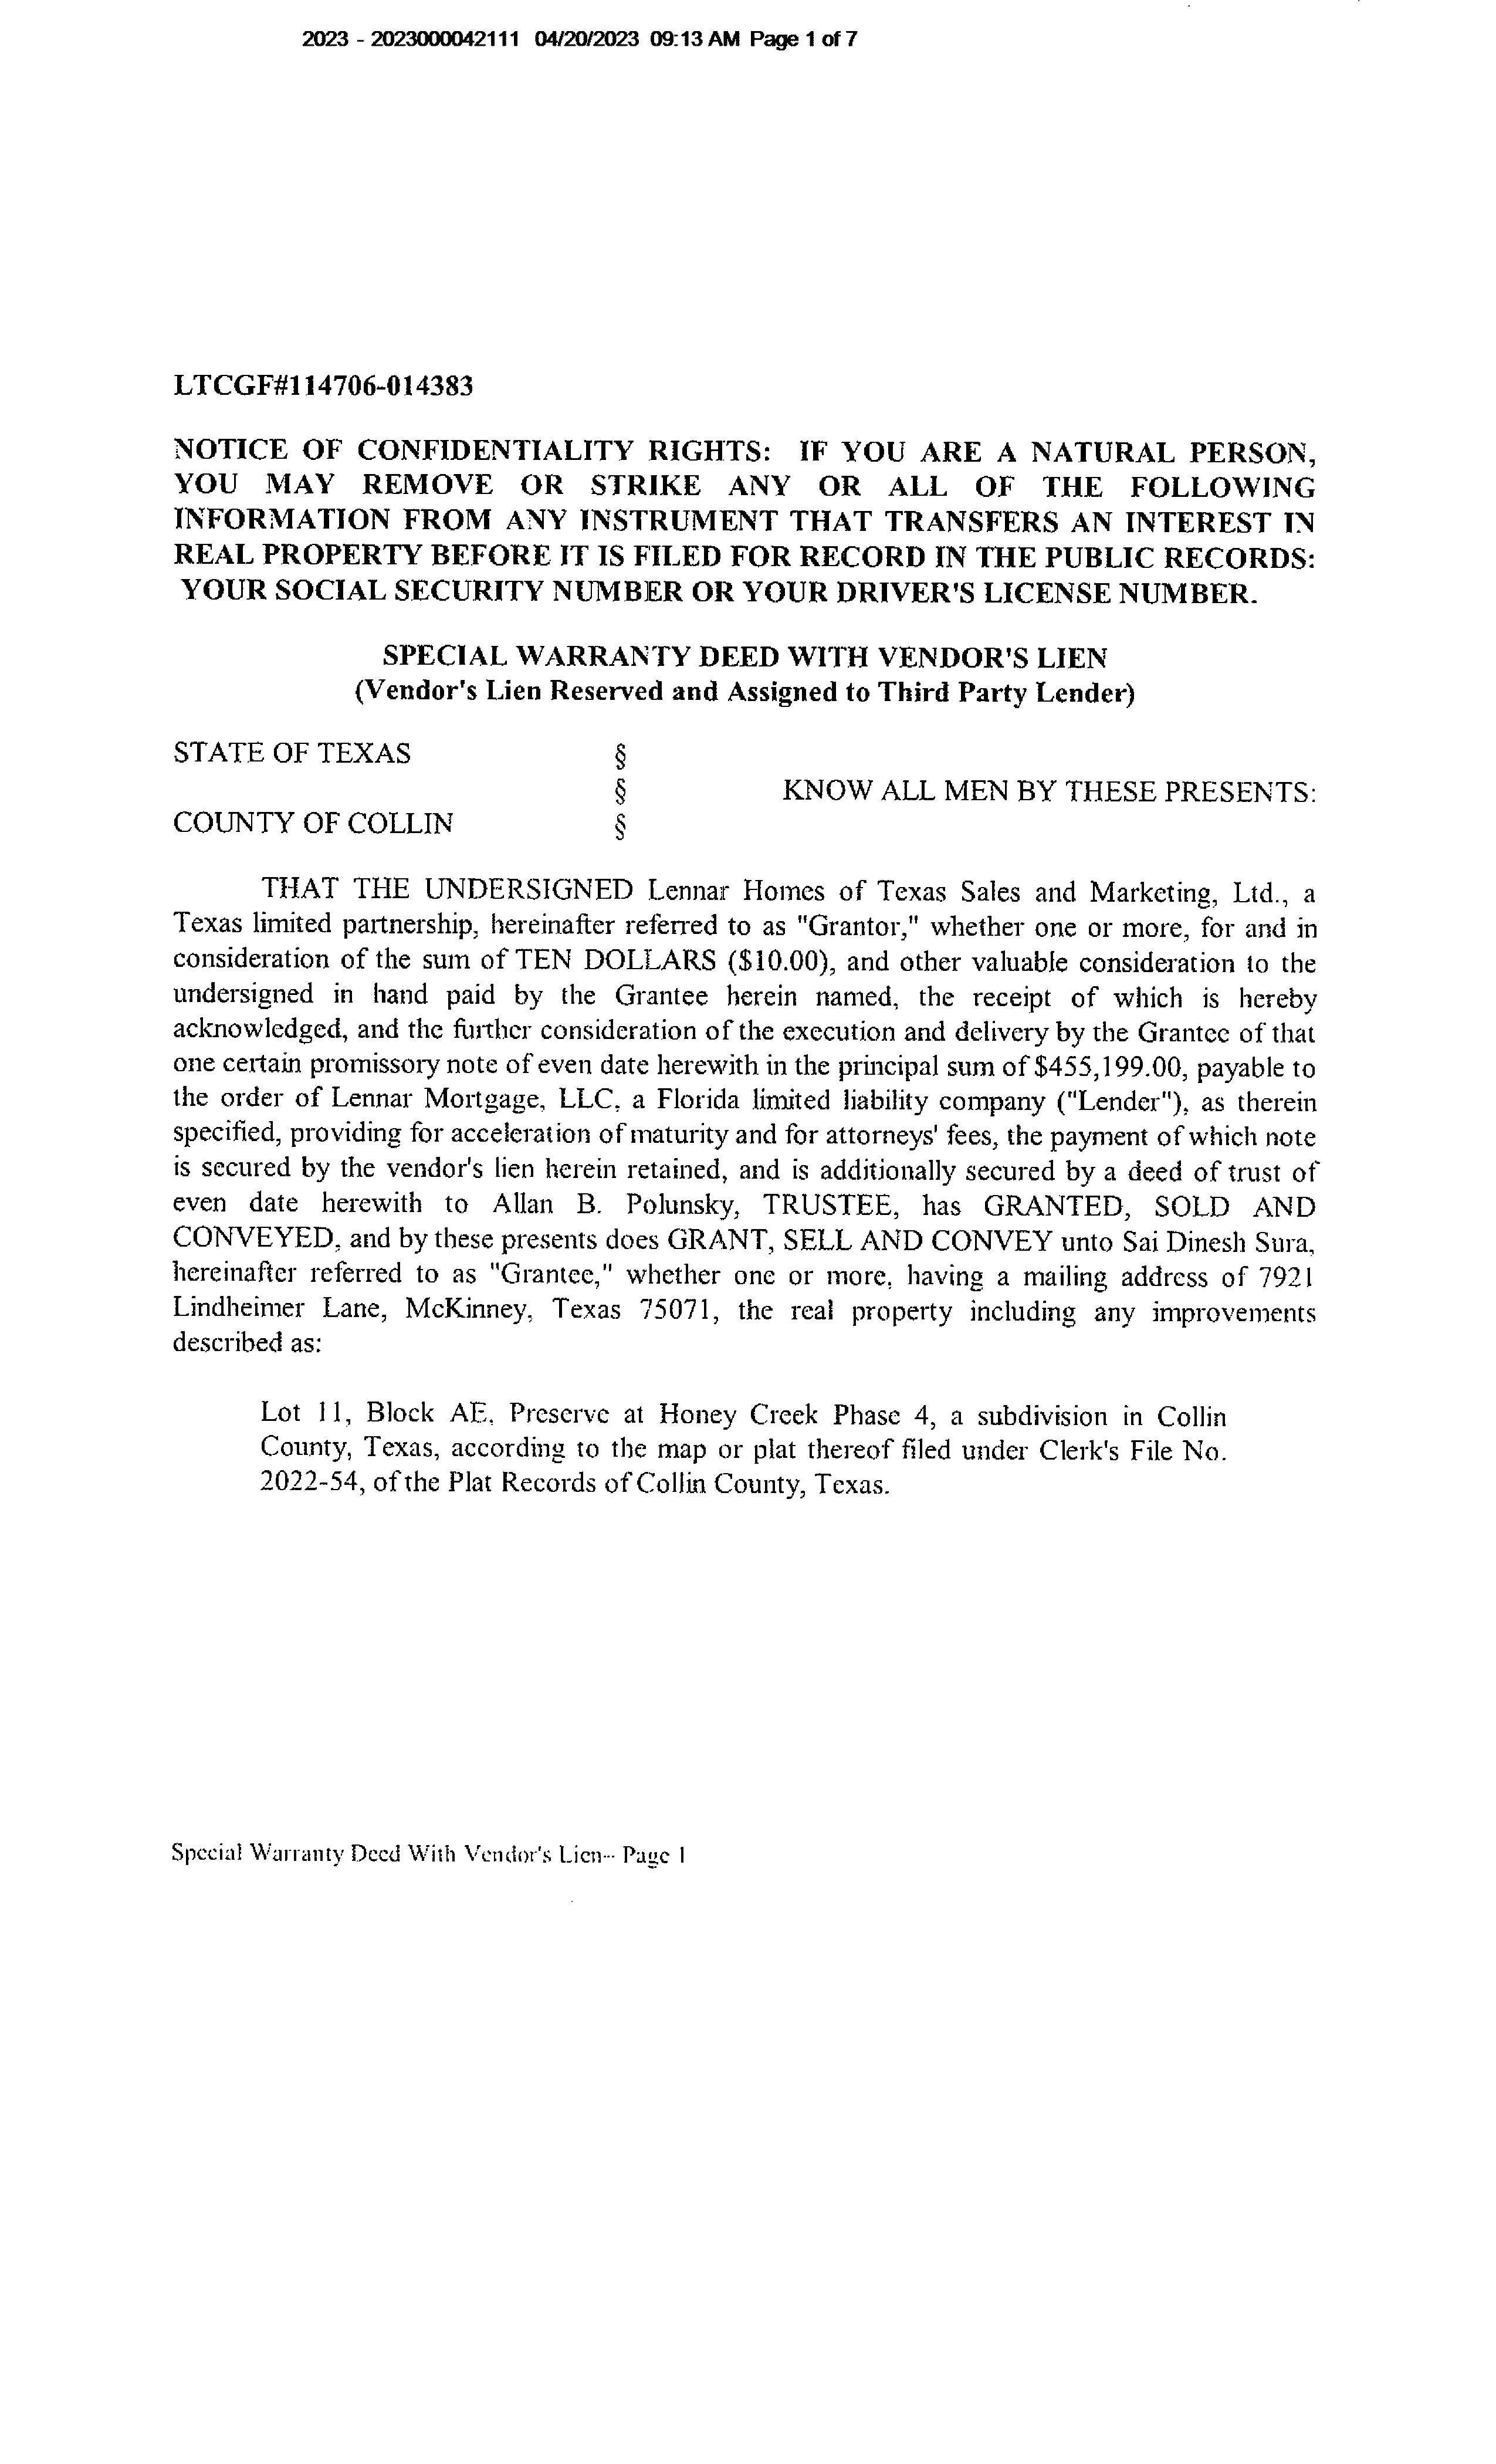 2023 - 2023000042111 04/20/2023 09:13 AM Page 1 of 7
LTCGF#114706-014383
NOTICE OF CONFIDENTIALITY RIGHTS: IF YOU ARE A NATURAL PERSON,
YOU MAY REMOVE OR STRIKE ANY OR ALL OF THE FOLLOWING
INFORMATION FROM ANY INSTRUMENT THAT TRANSFERS AN INTEREST IN
REAL PROPERTY BEFORE IT IS FILED FOR RECORD IN THE PUBLIC RECORDS:
YOUR SOCIAL SECURITY NUMBER OR YOUR DRIVER'S LICENSE NUMBER.
SPECIAL WARRANTY DEED WITH VENDOR'S LIEN
(Vendor's Lien Reserved and Assigned to Third Party Lender)
STATE OF TEXAS §
§ KNOW ALL MEN BY THESE PRESENTS:
COUNTY OF COLLIN §
THAT THE UNDERSIGNED Lennar Homes of Texas Sales and Marketing, Ltd., a
Texas limited partnership, hereinafter referred to as "Grantor," whether one or more, for and in
consideration of the sum of TEN DOLLARS ($10.00), and other valuable consideration to the
undersigned in hand paid by the Grantee herein named, the receipt of which is hereby
acknowledged, and the further consideration of the execution and delivery by the Grantee of that
one certain promissory note of even date herewith in the principal sum of $455,199.00, payable to
the order of Lennar Mortgage, LLC, a Florida limited liability company ("Lender"), as therein
specified, providing for acceleration of maturity and for attorneys' fees, the payment of which note
is secured by the vendor's lien herein retained, and is additionally secured by a deed of trust of
even date herewith to Allan B. Polunsky, TRUSTEE, has GRANTED, SOLD AND
CONVEYED, and by these presents does GRANT, SELL AND CONVEY unto Sai Dinesh Sura,
hereinafter referred to as "Grantee," whether one or more, having a mailing address of 7921
Lindheimer Lane, McKinney, Texas 75071, the real property including any improvements
described as:
Lot 11, Block AE, Preserve at Honey Creek Phase 4, a subdivision in Collin
County, Texas, according to the map or plat thereof filed under Clerk's File No.
2022-54, of the Plat Records of Collin County, Texas.
Special Warranty Deed With Vendor's Lien-- Page 1